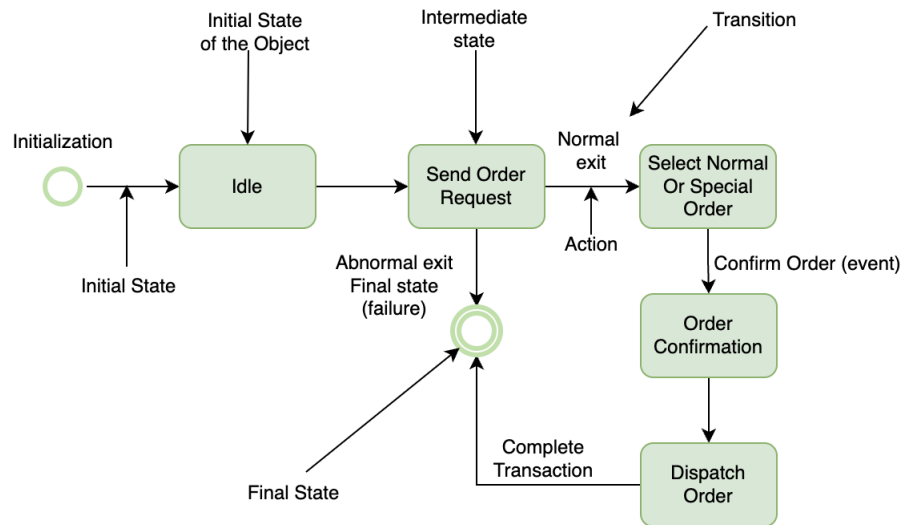 Initial State
of the Object
Intermediate
state
Transition
Initialization
Idle
Send Order
Request
Normal
exit
Select Normal
Or Special
Order
Action
Initial State
Abnormal exit
Final state
(failure)
Confirm Order (event)
Order
Confirmation
Complete
Transaction
Dispatch
Order
Final State